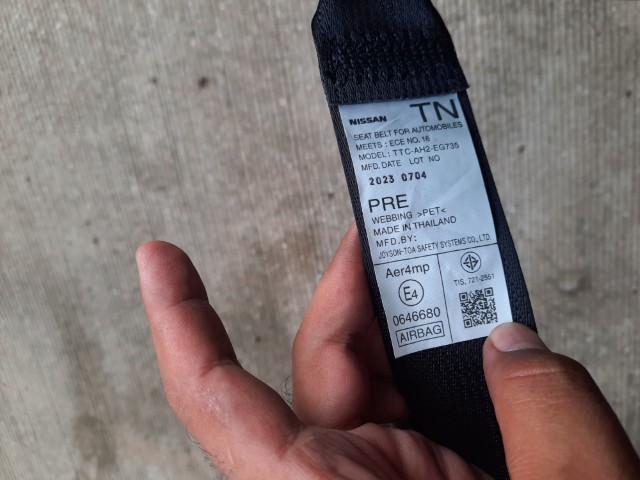 NISSAN TN
SEAT BELT FOR AUTOMOBILES
MEETS : ECE NO.16
MODEL : TTC-AH2-EG735
MFD.DATE LOT NO
2023 0704
PRE
WEBBING >PET<
MADE IN THAILAND
MFD.BY:
JOYSON-TOA SAFETY SYSTEMS CO.,LTD.
Aer4mp
E4
0646680
AIRBAG
TIS. 721-2551